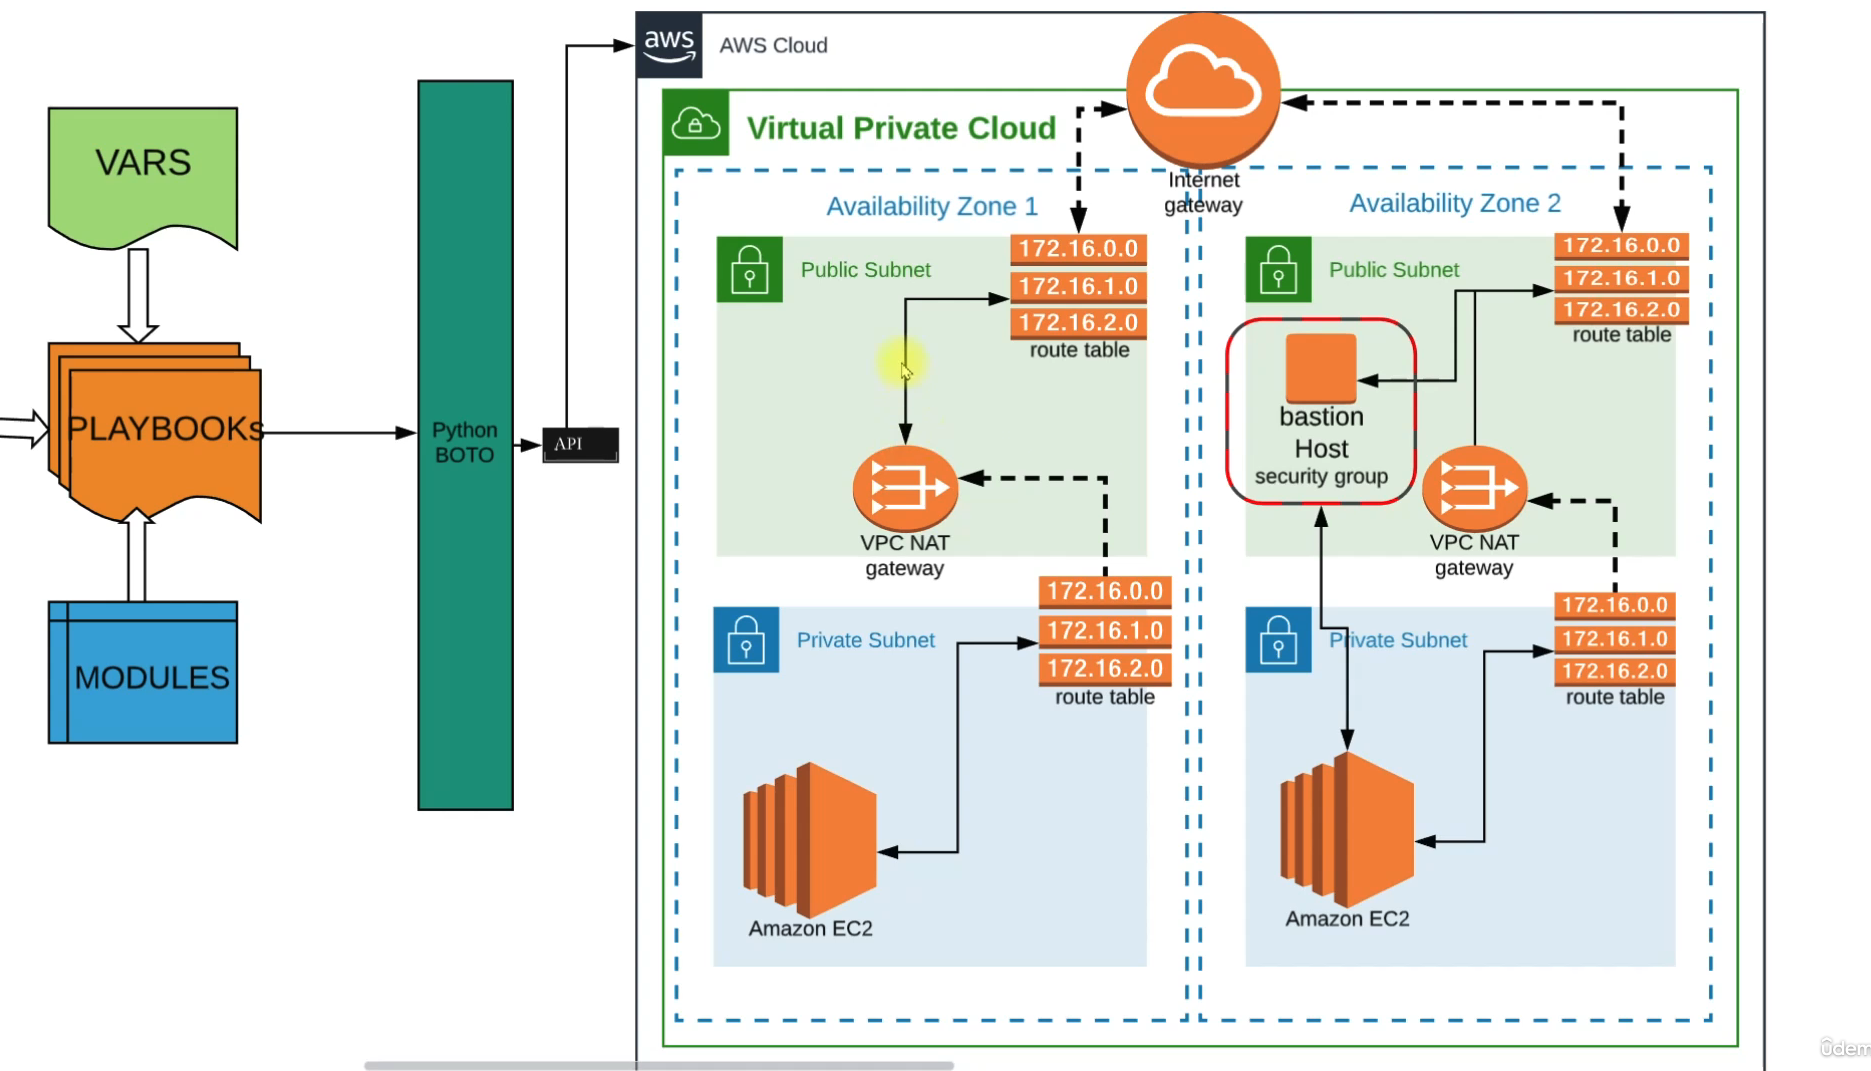 aws
AWS Cloud
Virtual Private Cloud
Internet
gateway
VARS
PLAYBOOKs
MODULES
Python
BOTO
API
Availability Zone 1
Public Subnet
172.16.0.0
172.16.1.0
172.16.2.0
route table
VPC NAT
gateway
Private Subnet
172.16.0.0
172.16.1.0
172.16.2.0
route table
Amazon EC2
Availability Zone 2
Public Subnet
172.16.0.0
172.16.1.0
172.16.2.0
route table
bastion
Host
security group
VPC NAT
gateway
Private Subnet
172.16.0.0
172.16.1.0
172.16.2.0
route table
Amazon EC2